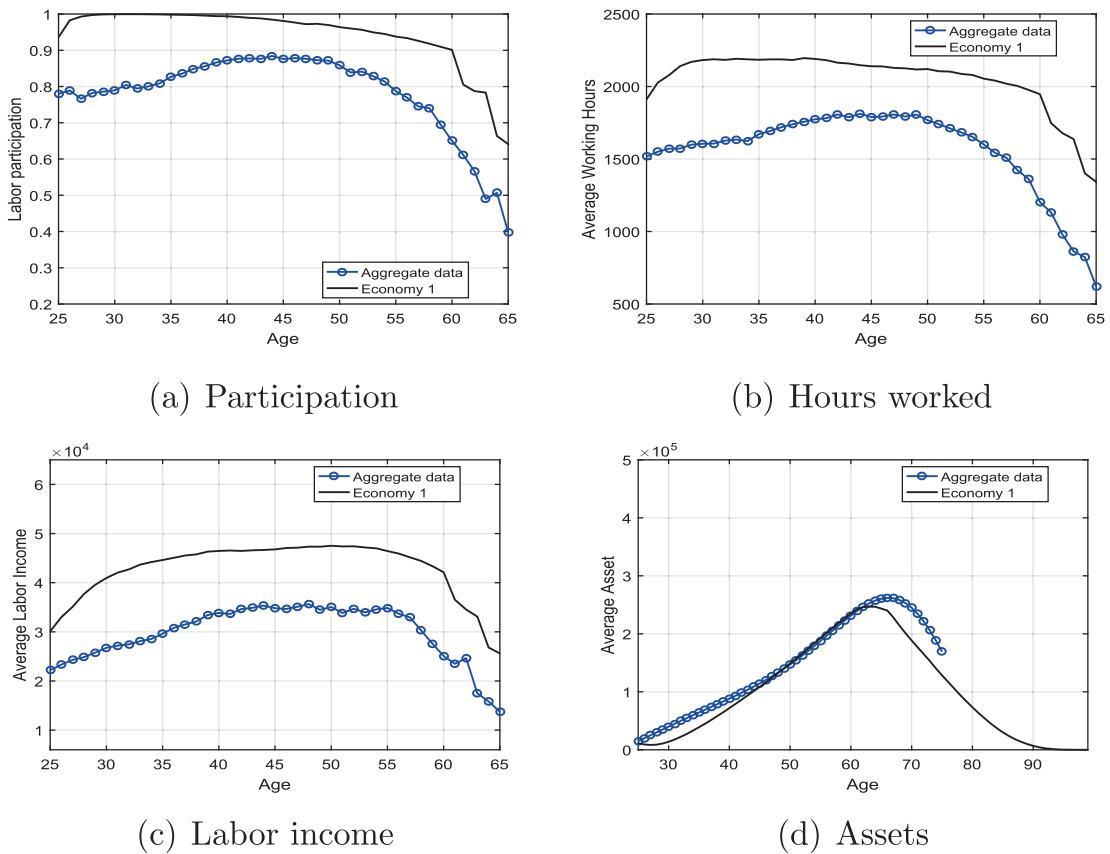 Labor participation
1
0.9
0.8
0.7
0.6
0.5
0.4
0.3
0.2
Aggregate data
Economy 1
25 30 35 40 45 50 55 60 65
Age
(a) Participation
Average Working Hours
2500
2000
1500
1000
500
Aggregate data
Economy 1
25 30 35 40 45 50 55 60 65
Age
(b) Hours worked
×10⁴
Average Labor Income
6
5
4
3
2
1
Aggregate data
Economy 1
25 30 35 40 45 50 55 60 65
Age
(c) Labor income
×10⁵
Average Asset
5
4
3
2
1
0
Aggregate data
Economy 1
30 40 50 60 70 80 90
Age
(d) Assets